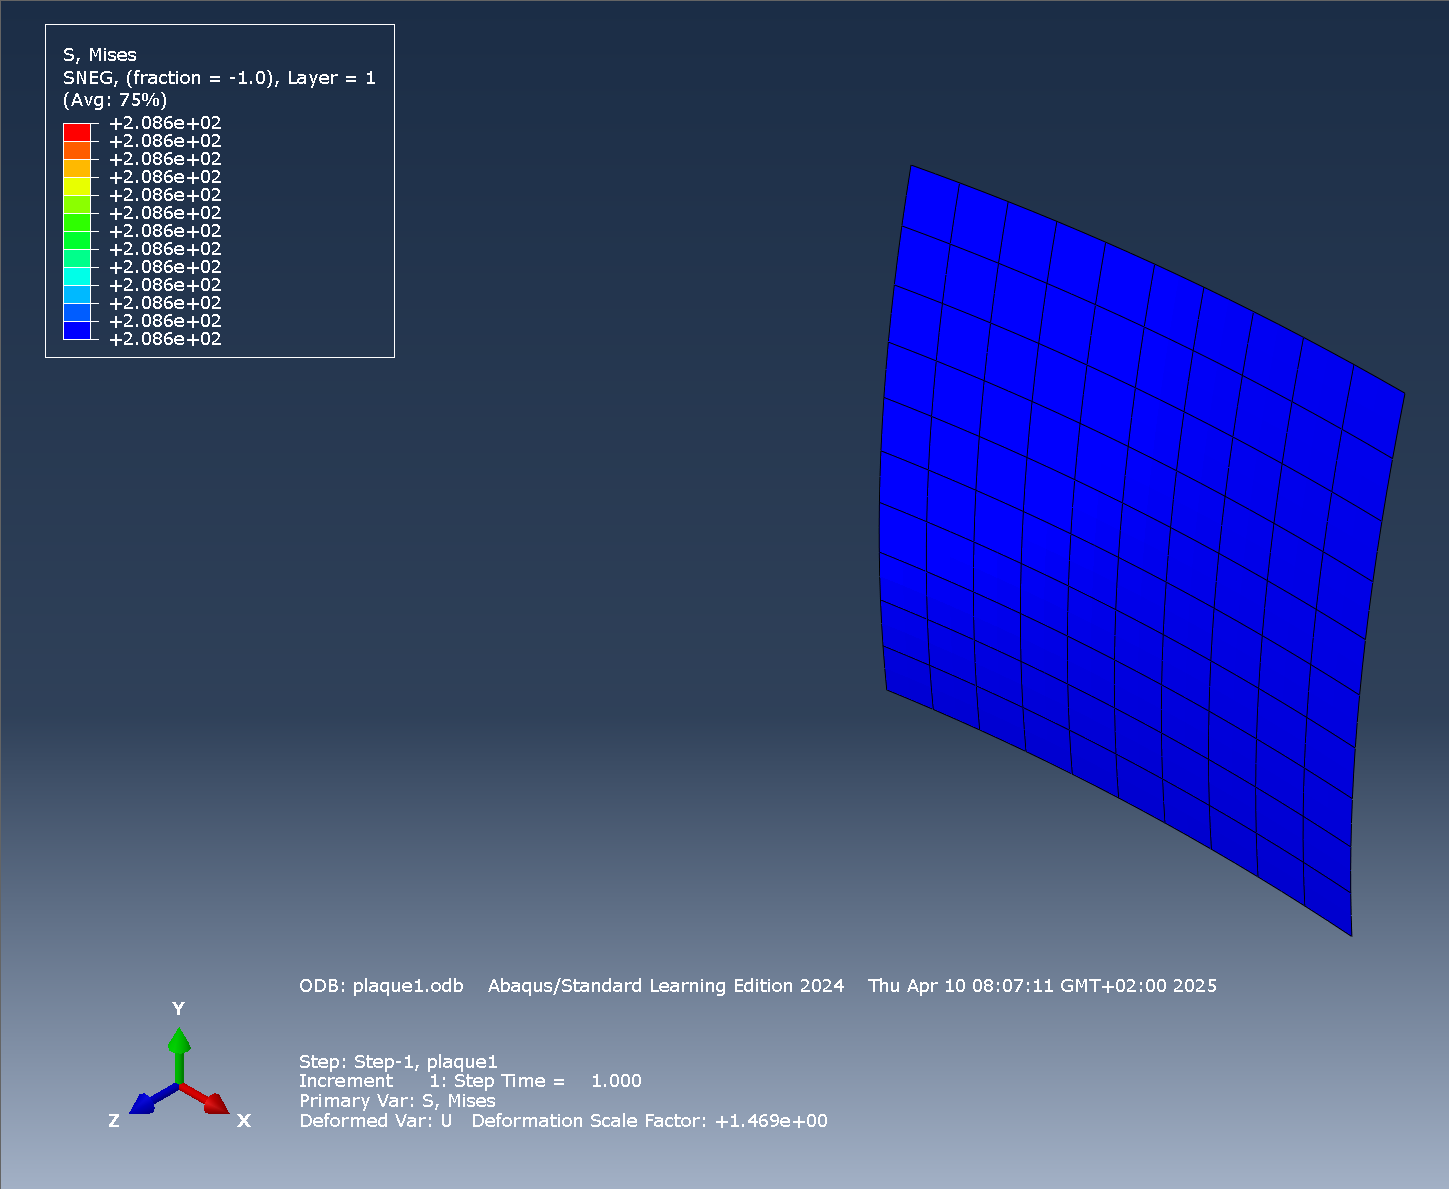 S, Mises
SNEG, (fraction = -1.0), Layer = 1
(Avg: 75%)
+2.086e+02
+2.086e+02
+2.086e+02
+2.086e+02
+2.086e+02
+2.086e+02
+2.086e+02
+2.086e+02
+2.086e+02
+2.086e+02
+2.086e+02
+2.086e+02
+2.086e+02
ODB: plaque1.odb Abaqus/Standard Learning Edition 2024 Thu Apr 10 08:07:11 GMT+02:00 2025
Y
Z X
Step: Step-1, plaque1
Increment 1: Step Time = 1.000
Primary Var: S, Mises
Deformed Var: U Deformation Scale Factor: +1.469e+00